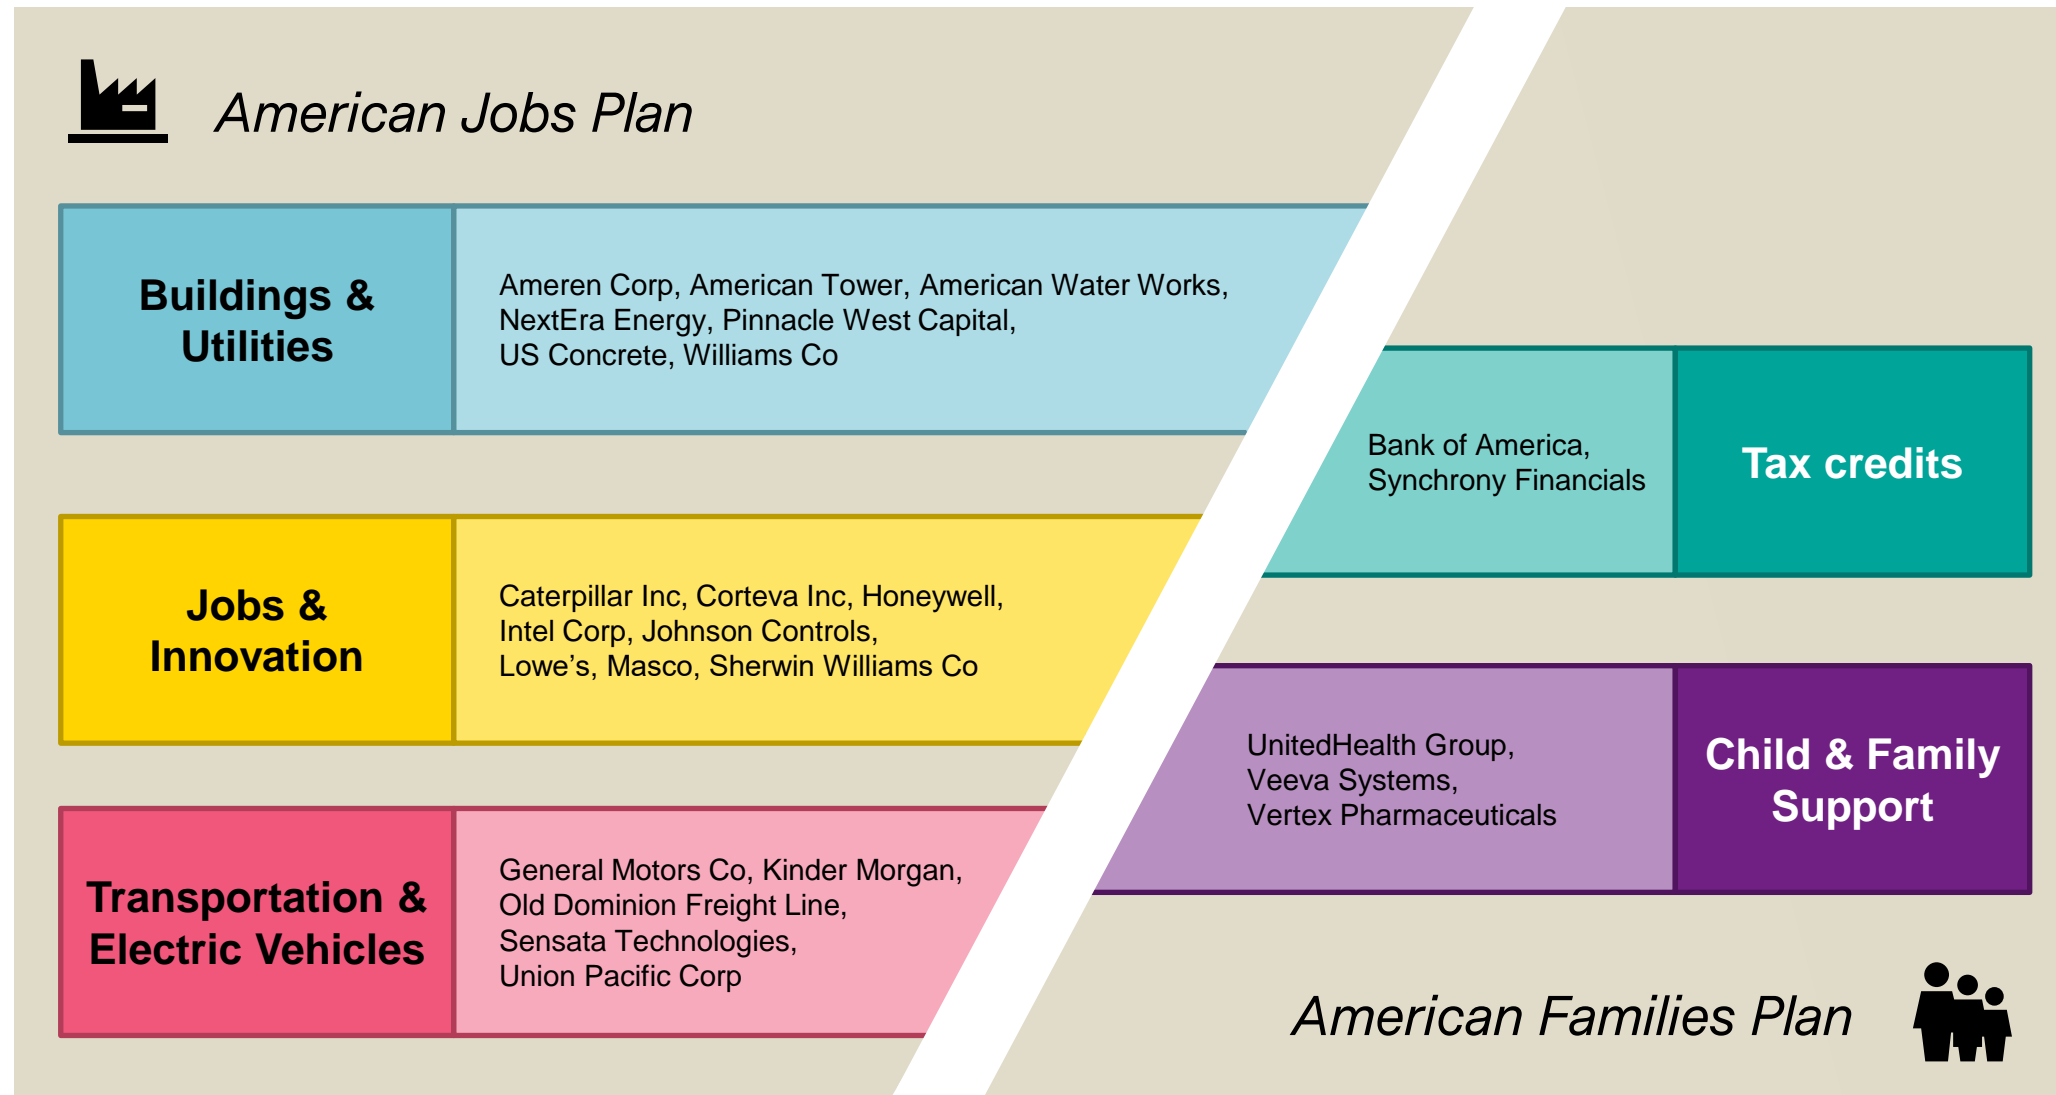 American Jobs Plan
Buildings &
Utilities
Ameren Corp, American Tower, American Water Works,
NextEra Energy, Pinnacle West Capital,
US Concrete, Williams Co
Jobs &
Innovation
Caterpillar Inc, Corteva Inc, Honeywell,
Intel Corp, Johnson Controls,
Lowe’s, Masco, Sherwin Williams Co
Transportation &
Electric Vehicles
General Motors Co, Kinder Morgan,
Old Dominion Freight Line,
Sensata Technologies,
Union Pacific Corp
Bank of America,
Synchrony Financials
Tax credits
UnitedHealth Group,
Veeva Systems,
Vertex Pharmaceuticals
Child & Family
Support
American Families Plan